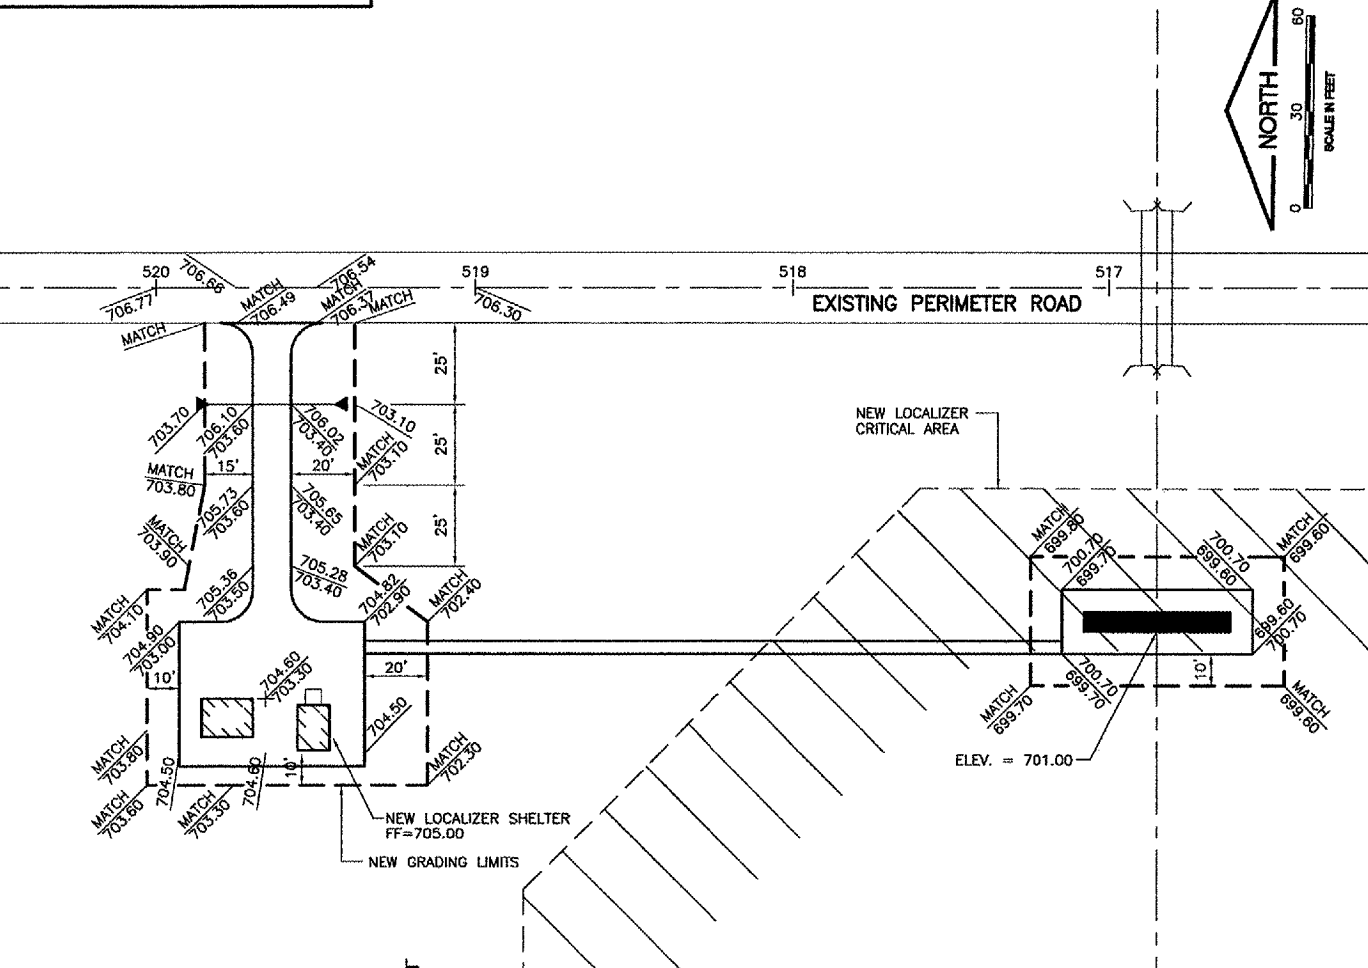 60
30
0
NORTH
SCALE IN FEET
520
706.66
706.54
519
518
517
706.77
MATCH
706.49
MATCH
706.37
MATCH
706.30
EXISTING PERIMETER ROAD
MATCH
25'
703.70
706.10
703.60
706.02
703.40
703.10
NEW LOCALIZER
CRITICAL AREA
25'
MATCH
703.10
MATCH
703.80
15'
20'
705.73
703.60
705.65
703.40
25'
MATCH
703.90
MATCH
703.10
MATCH
699.80
700.70
699.70
700.70
699.60
MATCH
699.60
705.36
703.50
705.28
703.40
704.82
702.90
MATCH
702.40
MATCH
704.10
704.90
703.00
699.60
700.70
10'
704.60
703.30
20'
10'
700.70
699.70
MATCH
699.70
MATCH
699.60
704.50
MATCH
703.80
704.50
704.60
10'
MATCH
702.30
ELEV. = 701.00
MATCH
703.60
MATCH
703.30
NEW LOCALIZER SHELTER
FF=705.00
NEW GRADING LIMITS